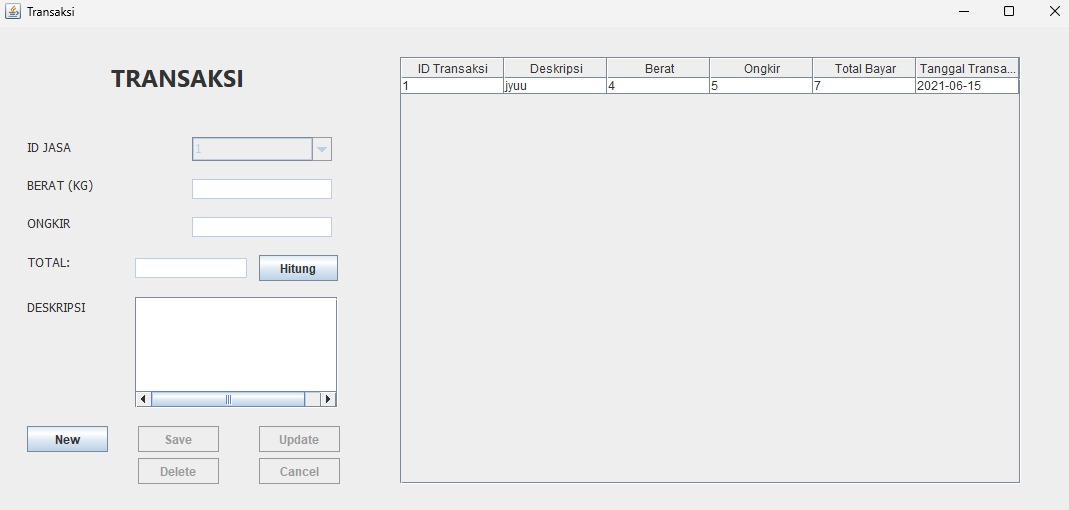 Transaksi
TRANSAKSI
ID JASA
1
BERAT (KG)
ONGKIR
TOTAL:
Hitung
DESKRIPSI
New
Save
Update
Delete
Cancel
ID Transaksi Deskripsi Berat Ongkir Total Bayar Tanggal Transa...
1 jyuu 4 5 7 2021-06-15